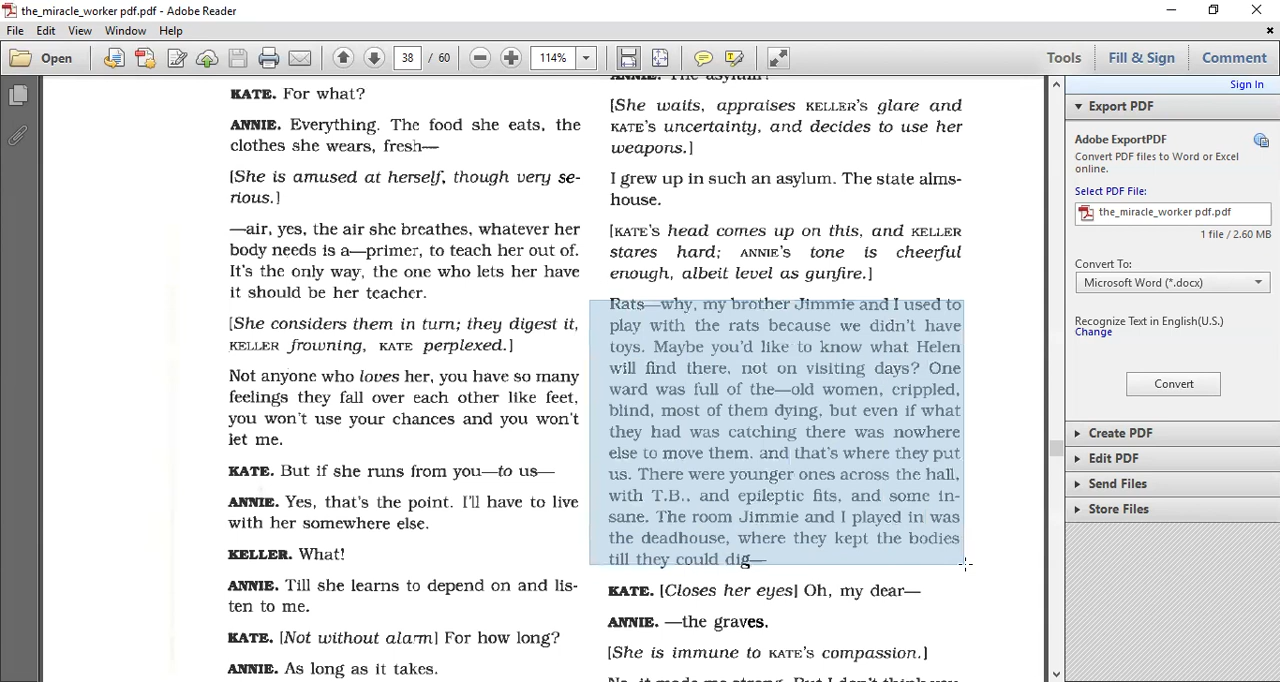 the_miracle_worker pdf.pdf - Adobe Reader
File Edit View Window Help
Open 38 / 60 114% Tools Fill & Sign Comment
KATE. For what?
ANNIE. Everything. The food she eats, the
clothes she wears, fresh—
[She is amused at herself, though very se-
rious.]
—air, yes, the air she breathes, whatever her
body needs is a—primer, to teach her out of.
It's the only way, the one who lets her have
it should be her teacher.
[She considers them in turn; they digest it,
KELLER frowning, KATE perplexed.]
Not anyone who loves her, you have so many
feelings they fall over each other like feet,
you won't use your chances and you won't
let me.
KATE. But if she runs from you—to us—
ANNIE. Yes, that's the point. I'll have to live
with her somewhere else.
KELLER. What!
ANNIE. Till she learns to depend on and lis-
ten to me.
KATE. [Not without alarm] For how long?
ANNIE. As long as it takes.
ANNIE. The asylum?
[She waits, appraises KELLER'S glare and
KATE'S uncertainty, and decides to use her
weapons.]
I grew up in such an asylum. The state alms-
house.
[KATE'S head comes up on this, and KELLER
stares hard; ANNIE'S tone is cheerful
enough, albeit level as gunfire.]
Rats—why, my brother Jimmie and I used to
play with the rats because we didn't have
toys. Maybe you'd like to know what Helen
will find there, not on visiting days? One
ward was full of the—old women, crippled,
blind, most of them dying, but even if what
they had was catching there was nowhere
else to move them, and that's where they put
us. There were younger ones across the hall,
with T.B., and epileptic fits, and some in-
sane. The room Jimmie and I played in was
the deadhouse, where they kept the bodies
till they could dig—
KATE. [Closes her eyes] Oh, my dear—
ANNIE. —the graves.
[She is immune to KATE'S compassion.]
No, it made me strong. But I don't think you
Sign In
Export PDF
Adobe ExportPDF
Convert PDF files to Word or Excel
online.
Select PDF File:
the_miracle_worker pdf.pdf
1 file / 2.60 MB
Convert To:
Microsoft Word (*.docx)
Recognize Text in English(U.S.)
Change
Convert
Create PDF
Edit PDF
Send Files
Store Files